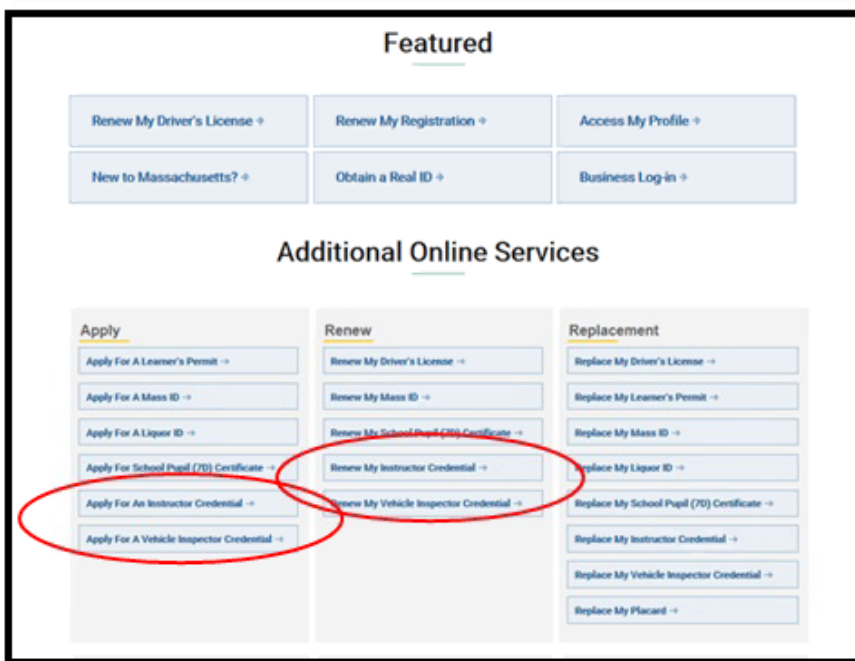 Featured
Renew My Driver's License →
Renew My Registration →
Access My Profile →
New to Massachusetts? →
Obtain a Real ID →
Business Log-in →
Additional Online Services
Apply
Apply For A Learner's Permit →
Apply For A Mass ID →
Apply For A Liquor ID →
Apply For School Pupil (7D) Certificate →
Apply For An Instructor Credential →
Apply For A Vehicle Inspector Credential →
Renew
Renew My Driver's License →
Renew My Mass ID →
Renew My School Pupil (7D) Certificate →
Renew My Instructor Credential →
Renew My Vehicle Inspector Credential →
Replacement
Replace My Driver's License →
Replace My Learner's Permit →
Replace My Mass ID →
Replace My Liquor ID →
Replace My School Pupil (7D) Certificate →
Replace My Instructor Credential →
Replace My Vehicle Inspector Credential →
Replace My Placard →